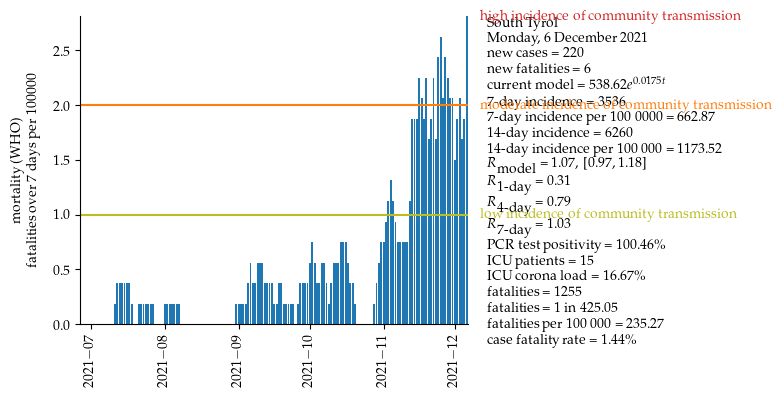 high incidence of community transmission
South Tyrol
Monday, 6 December 2021
new cases = 220
new fatalities = 6
current model = 538.62e^0.0175t
7-day incidence = 3536
moderate incidence of community transmission
7-day incidence per 100 0000 = 662.87
14-day incidence = 6260
14-day incidence per 100 000 = 1173.52
R_model = 1.07, [0.97, 1.18]
R_1-day = 0.31
R_4-day = 0.79
low incidence of community transmission
R_7-day = 1.03
PCR test positivity = 100.46%
ICU patients = 15
ICU corona load = 16.67%
fatalities = 1255
fatalities = 1 in 425.05
fatalities per 100 000 = 235.27
case fatality rate = 1.44%
mortality (WHO)
fatalities over 7 days per 100000
2.5
2.0
1.5
1.0
0.5
0.0
2021−07
2021−08
2021−09
2021−10
2021−11
2021−12